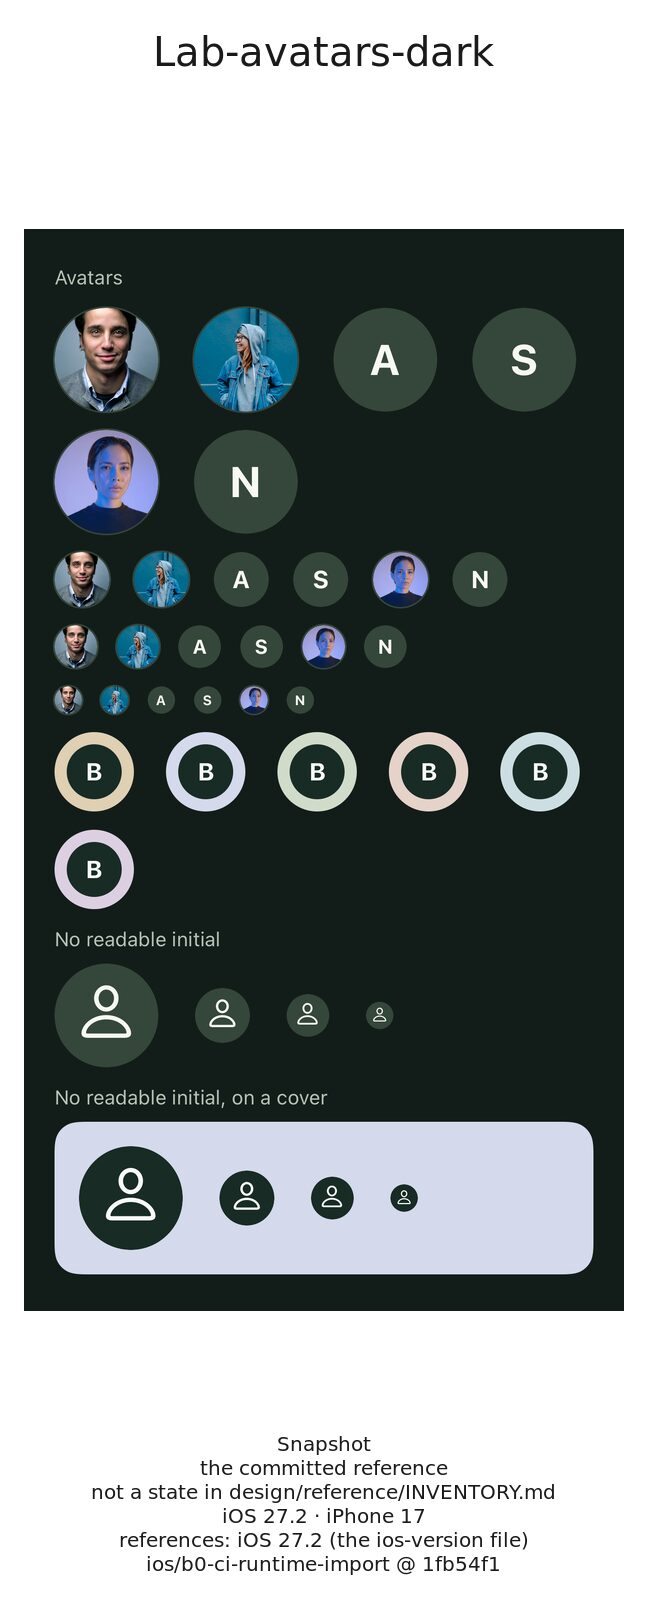 Lab-avatars-dark
Avatars
A S
N
A S N
A S N
A S N
B B B B B
B
No readable initial
No readable initial, on a cover
Snapshot
the committed reference
not a state in design/reference/INVENTORY.md
iOS 27.2 · iPhone 17
references: iOS 27.2 (the ios-version file)
ios/b0-ci-runtime-import @ 1fb54f1